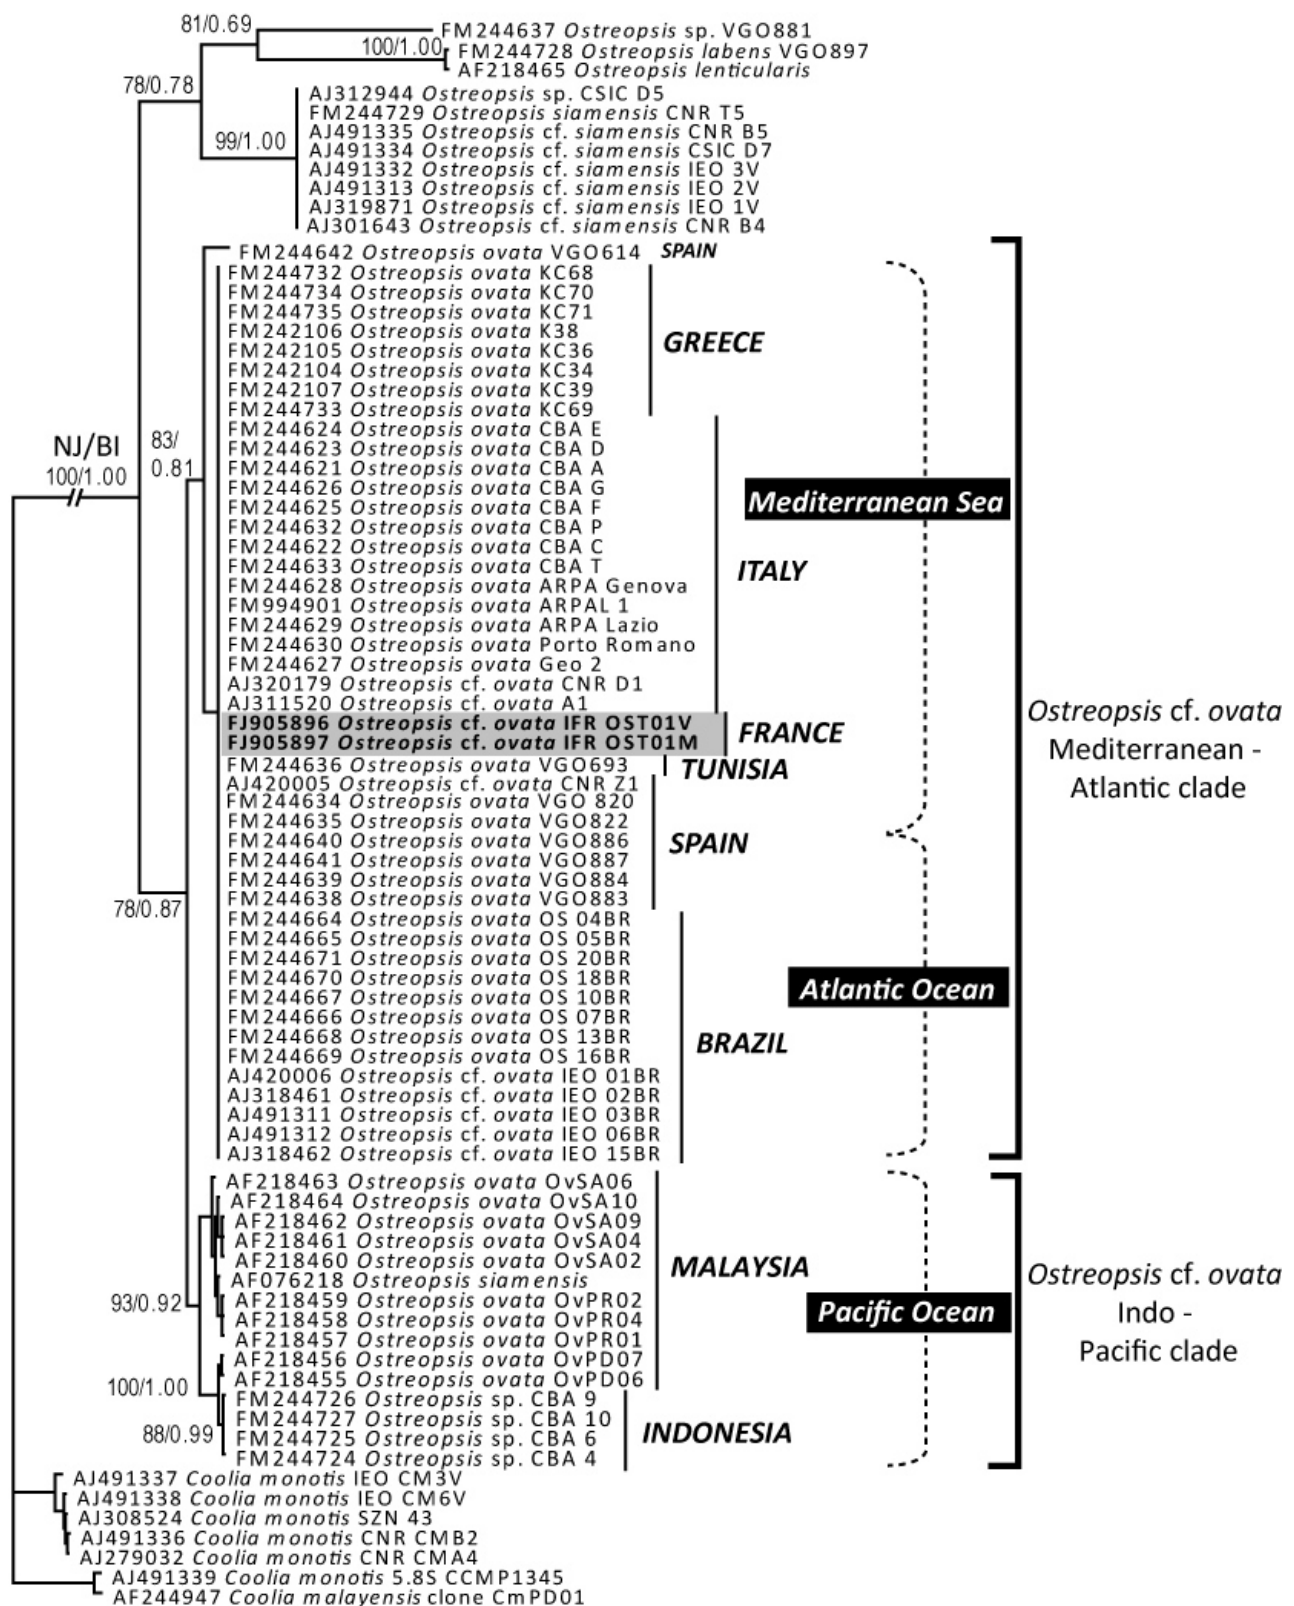 81/0.69
FM244637 Ostreopsis sp. VGO881
100/1.00
FM244728 Ostreopsis labens VGO897
AF218465 Ostreopsis lenticularis
78/0.78
AJ312944 Ostreopsis sp. CSIC D5
FM244729 Ostreopsis siamensis CNR T5
AJ491335 Ostreopsis cf. siamensis CNR B5
99/1.00
AJ491334 Ostreopsis cf. siamensis CSIC D7
AJ491332 Ostreopsis cf. siamensis IEO 3V
AJ491313 Ostreopsis cf. siamensis IEO 2V
AJ319871 Ostreopsis cf. siamensis IEO 1V
AJ301643 Ostreopsis cf. siamensis CNR B4
FM244642 Ostreopsis ovata VGO614 SPAIN
FM244732 Ostreopsis ovata KC68
FM244734 Ostreopsis ovata KC70
FM244735 Ostreopsis ovata KC71
FM242106 Ostreopsis ovata K38
GREECE
FM242105 Ostreopsis ovata KC36
FM242104 Ostreopsis ovata KC34
FM242107 Ostreopsis ovata KC39
FM244733 Ostreopsis ovata KC69
FM244624 Ostreopsis ovata CBA E
NJ/BI
100/1.00
83/
0.81
FM244623 Ostreopsis ovata CBA D
FM244621 Ostreopsis ovata CBA A
FM244626 Ostreopsis ovata CBA G
Mediterranean Sea
FM244625 Ostreopsis ovata CBA F
FM244632 Ostreopsis ovata CBA P
FM244622 Ostreopsis ovata CBA C
FM244633 Ostreopsis ovata CBA T
ITALY
FM244628 Ostreopsis ovata ARPA Genova
FM994901 Ostreopsis ovata ARPAL 1
FM244629 Ostreopsis ovata ARPA Lazio
FM244630 Ostreopsis ovata Porto Romano
FM244627 Ostreopsis ovata Geo 2
AJ320179 Ostreopsis cf. ovata CNR D1
AJ311520 Ostreopsis cf. ovata A1
FJ905896 Ostreopsis cf. ovata IFR OST01V
FJ905897 Ostreopsis cf. ovata IFR OST01M
FRANCE
Ostreopsis cf. ovata
Mediterranean -
Atlantic clade
FM244636 Ostreopsis ovata VGO693
TUNISIA
AJ420005 Ostreopsis cf. ovata CNR Z1
FM244634 Ostreopsis ovata VGO 820
FM244635 Ostreopsis ovata VGO822
FM244640 Ostreopsis ovata VGO886
SPAIN
FM244641 Ostreopsis ovata VGO887
FM244639 Ostreopsis ovata VGO884
FM244638 Ostreopsis ovata VGO883
78/0.87
FM244664 Ostreopsis ovata OS 04BR
FM244665 Ostreopsis ovata OS 05BR
FM244671 Ostreopsis ovata OS 20BR
FM244670 Ostreopsis ovata OS 18BR
Atlantic Ocean
FM244667 Ostreopsis ovata OS 10BR
FM244666 Ostreopsis ovata OS 07BR
FM244668 Ostreopsis ovata OS 13BR
BRAZIL
FM244669 Ostreopsis ovata OS 16BR
AJ420006 Ostreopsis cf. ovata IEO 01BR
AJ318461 Ostreopsis cf. ovata IEO 02BR
AJ491311 Ostreopsis cf. ovata IEO 03BR
AJ491312 Ostreopsis cf. ovata IEO 06BR
AJ318462 Ostreopsis cf. ovata IEO 15BR
AF218463 Ostreopsis ovata OvSA06
AF218464 Ostreopsis ovata OvSA10
AF218462 Ostreopsis ovata OvSA09
AF218461 Ostreopsis ovata OvSA04
AF218460 Ostreopsis ovata OvSA02
MALAYSIA
AF076218 Ostreopsis siamensis
93/0.92
AF218459 Ostreopsis ovata OvPR02
Pacific Ocean
Ostreopsis cf. ovata
Indo -
Pacific clade
AF218458 Ostreopsis ovata OvPR04
AF218457 Ostreopsis ovata OvPR01
AF218456 Ostreopsis ovata OvPD07
AF218455 Ostreopsis ovata OvPD06
100/1.00
FM244726 Ostreopsis sp. CBA 9
FM244727 Ostreopsis sp. CBA 10
88/0.99
FM244725 Ostreopsis sp. CBA 6
INDONESIA
FM244724 Ostreopsis sp. CBA 4
AJ491337 Coolia monotis IEO CM3V
AJ491338 Coolia monotis IEO CM6V
AJ308524 Coolia monotis SZN 43
AJ491336 Coolia monotis CNR CMB2
AJ279032 Coolia monotis CNR CMA4
AJ491339 Coolia monotis 5.8S CCMP1345
AF244947 Coolia malayensis clone CmPD01